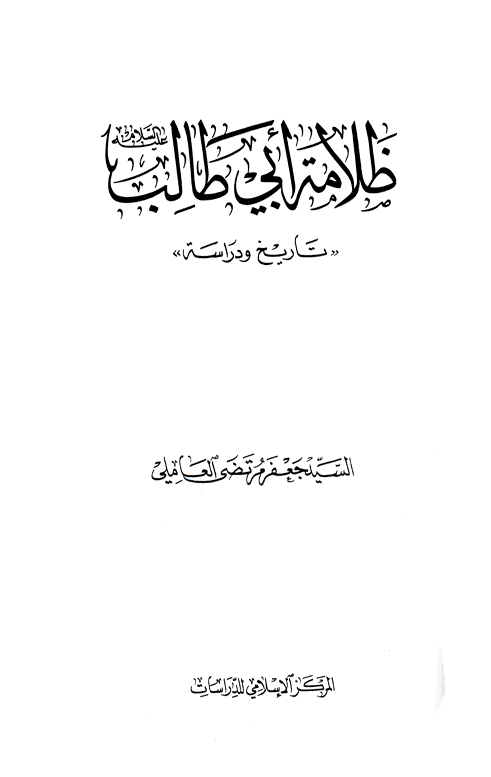 ظلامة أبي طالب عليه السلام
«تاريخ ودراسة»
السيد جعفر مرتضى العاملي
المركز الإسلامي للدراسات